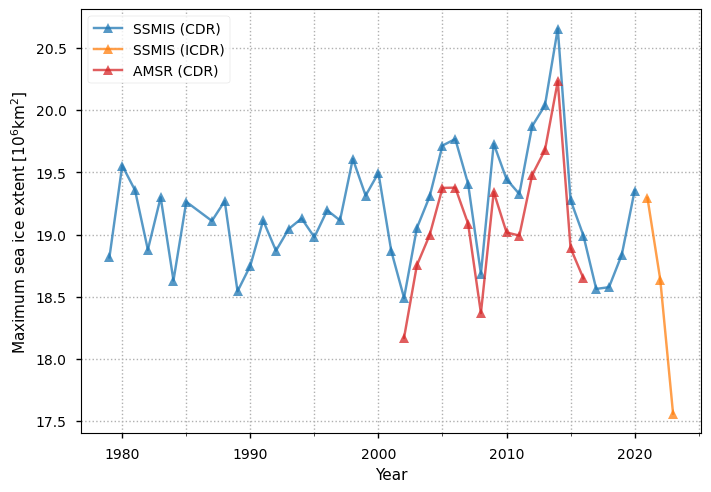 SSMIS (CDR)
SSMIS (ICDR)
AMSR (CDR)
Maximum sea ice extent [10⁶km²]
20.5
20.0
19.5
19.0
18.5
18.0
17.5
1980 1990 2000 2010 2020
Year